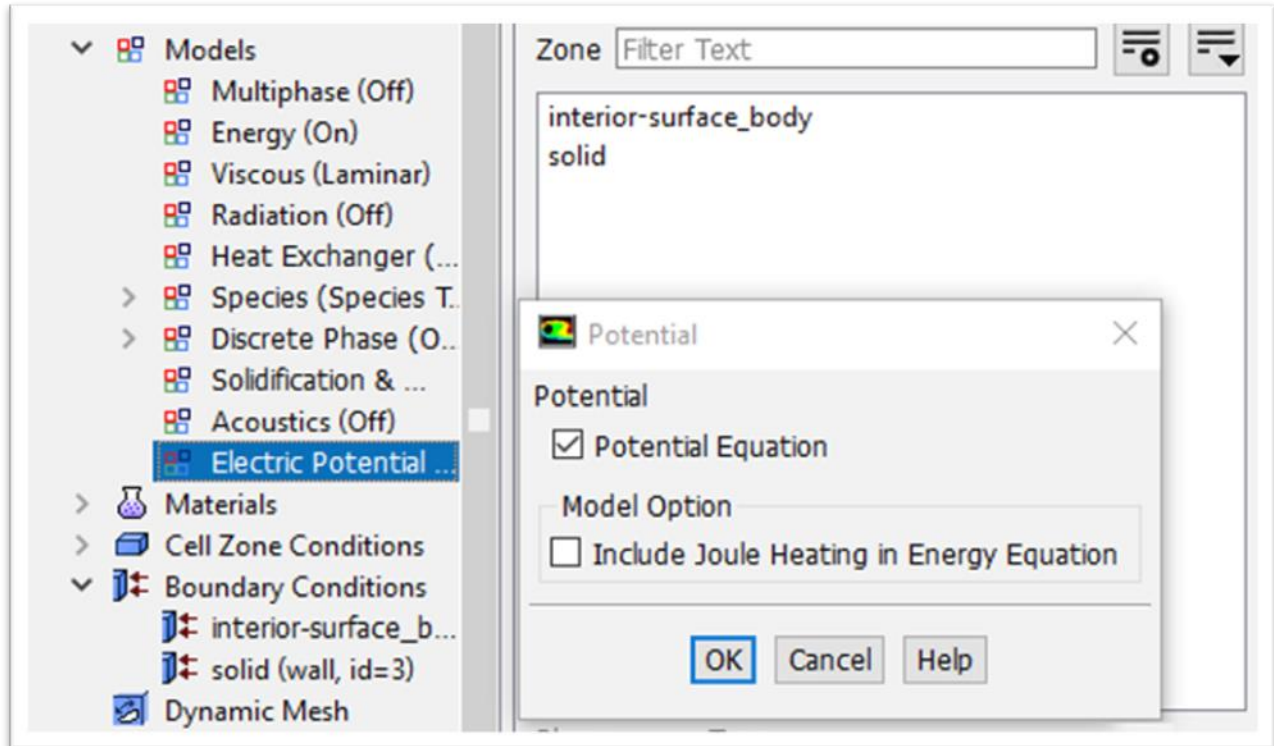 Models
Multiphase (Off)
Energy (On)
Viscous (Laminar)
Radiation (Off)
Heat Exchanger (...
Species (Species T...
Discrete Phase (O...
Solidification & ...
Acoustics (Off)
Electric Potential ...
Materials
Cell Zone Conditions
Boundary Conditions
interior-surface_b...
solid (wall, id=3)
Dynamic Mesh
Zone Filter Text
interior-surface_body
solid
Potential
Potential
Potential Equation
Model Option
Include Joule Heating in Energy Equation
OK Cancel Help